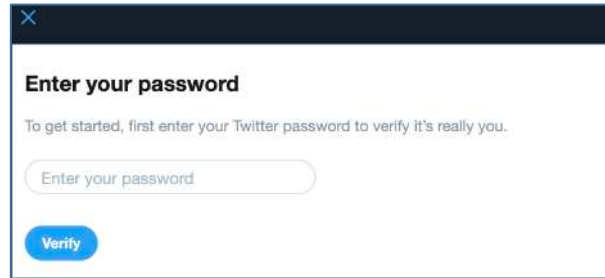 Enter your password
To get started, first enter your Twitter password to verify it's really you.
Enter your password
Verify